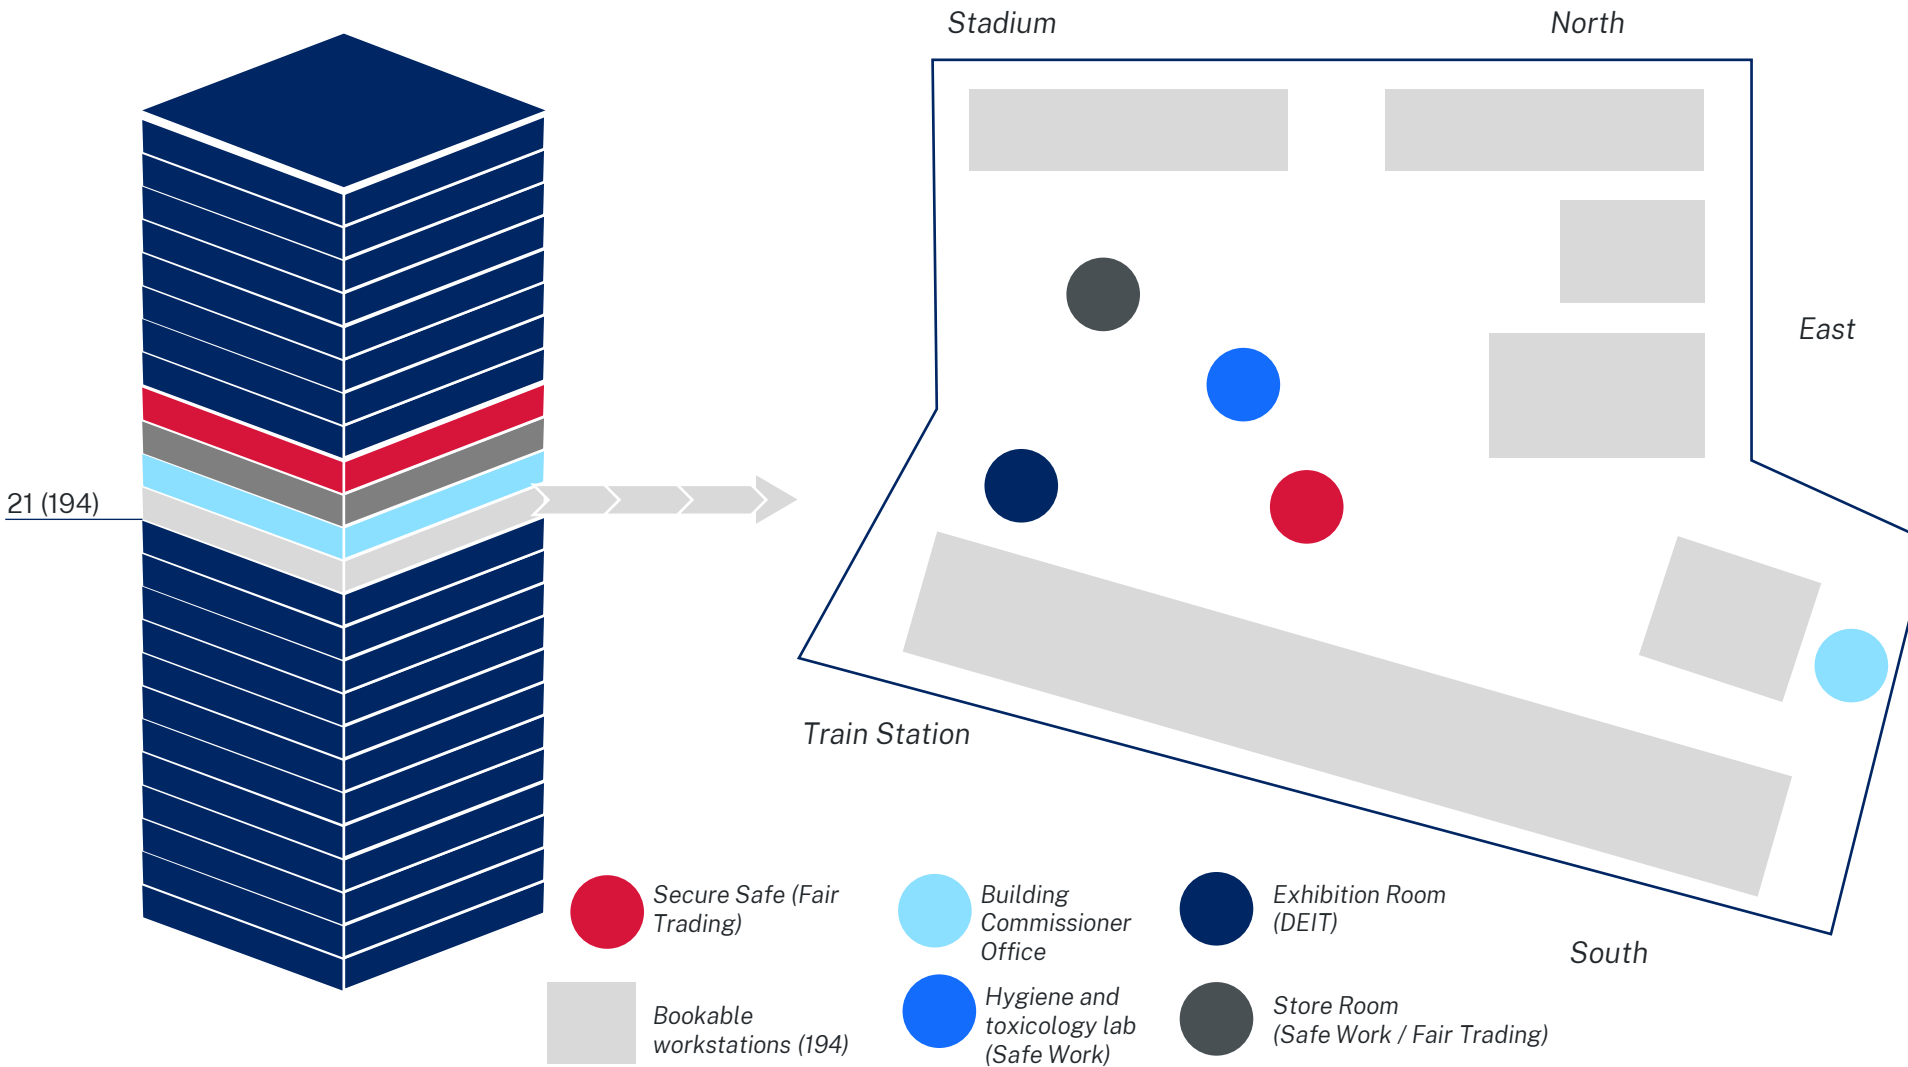 Stadium
North
East
21 (194)
Train Station
South
Secure Safe (Fair
Trading)
Building
Commissioner
Office
Exhibition Room
(DEIT)
Bookable
workstations (194)
Hygiene and
toxicology lab
(Safe Work)
Store Room
(Safe Work / Fair Trading)